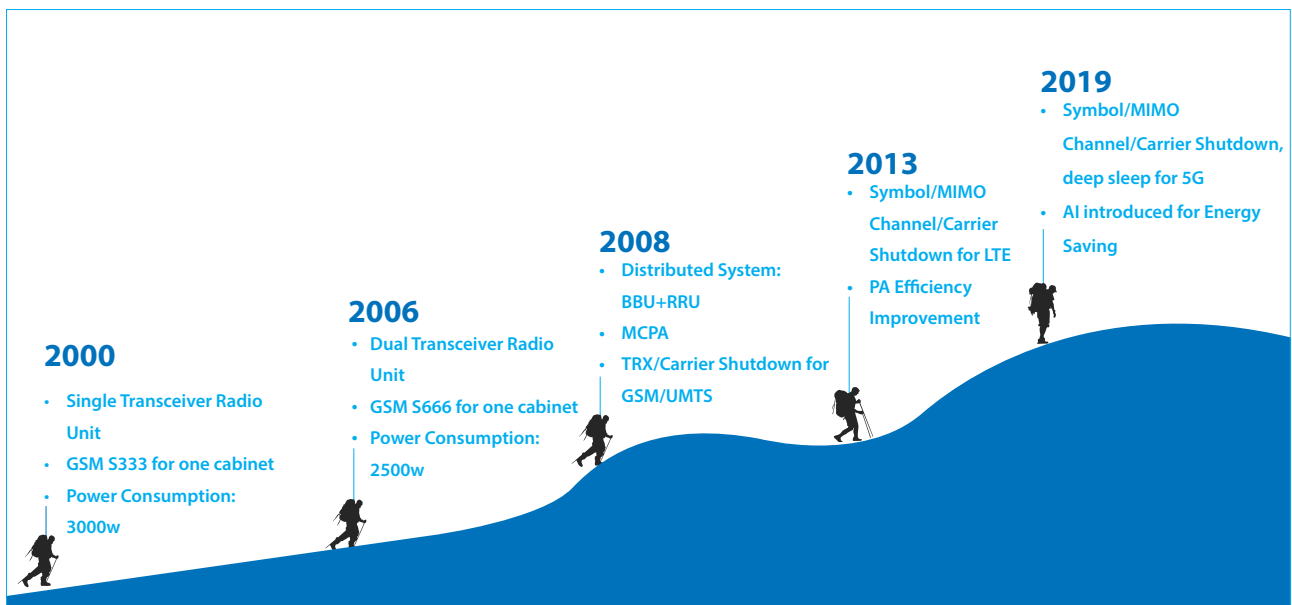 2000
• Single Transceiver Radio
Unit
• GSM S333 for one cabinet
• Power Consumption:
3000w
2006
• Dual Transceiver Radio
Unit
• GSM S666 for one cabinet
• Power Consumption:
2500w
2008
• Distributed System:
BBU+RRU
• MCPA
• TRX/Carrier Shutdown for
GSM/UMTS
2013
• Symbol/MIMO
Channel/Carrier
Shutdown for LTE
• PA Efficiency
Improvement
2019
• Symbol/MIMO
Channel/Carrier Shutdown,
deep sleep for 5G
• AI introduced for Energy
Saving